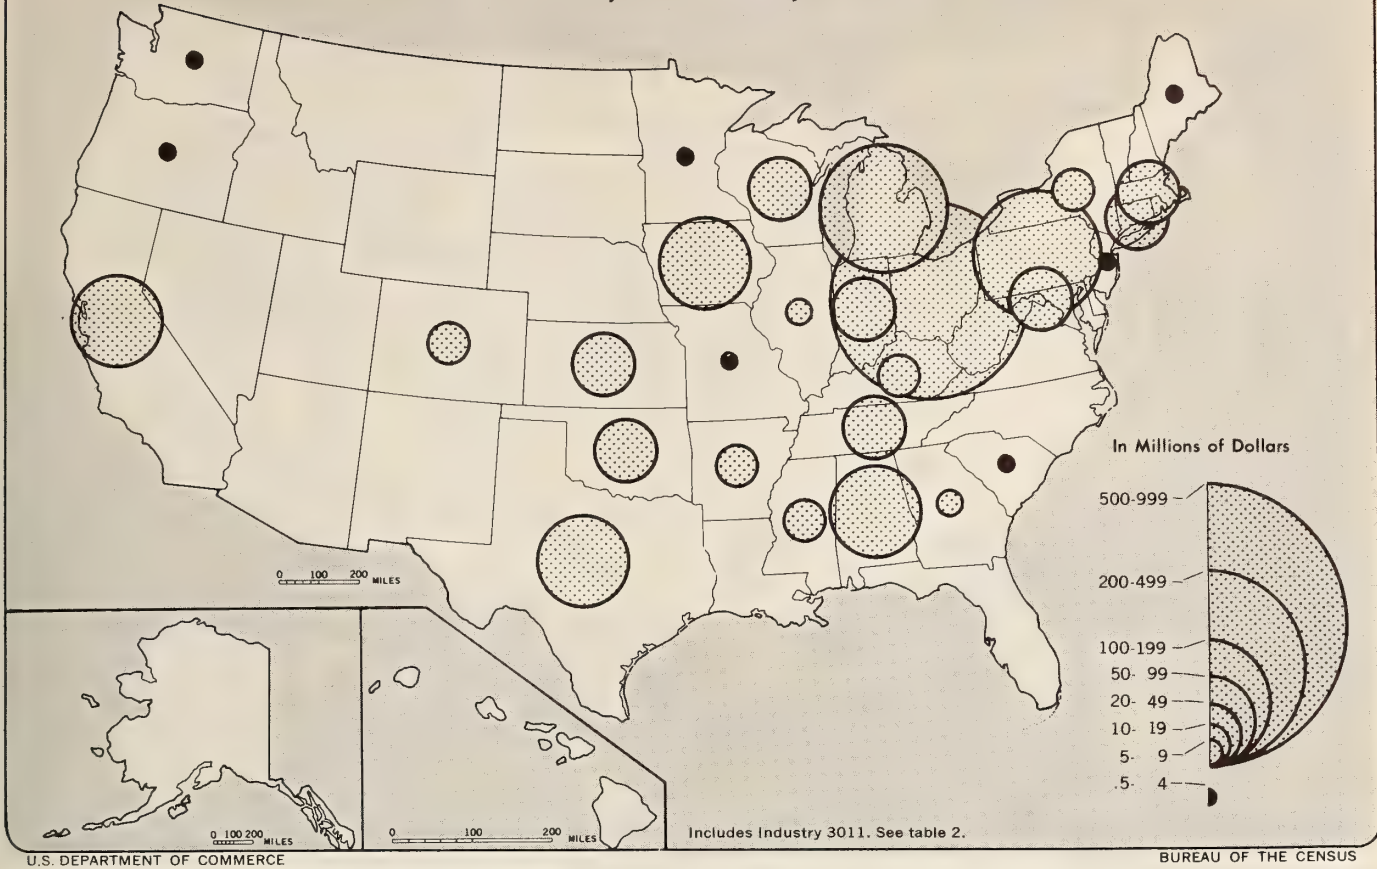 In Millions of Dollars
500-999
200-499
100-199
50- 99
20- 49
10- 19
5- 9
.5- 4
0 100 200 MILES
0 100 200 MILES
0 100 200 MILES
Includes Industry 3011. See table 2.
U.S. DEPARTMENT OF COMMERCE
BUREAU OF THE CENSUS